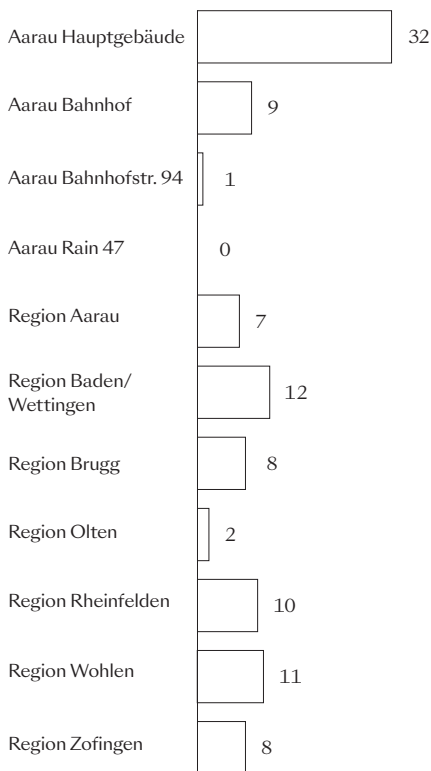 Aarau Hauptgebäude 32
Aarau Bahnhof 9
Aarau Bahnhofstr. 94 1
Aarau Rain 47 0
Region Aarau 7
Region Baden/
Wettingen 12
Region Brugg 8
Region Olten 2
Region Rheinfelden 10
Region Wohlen 11
Region Zofingen 8